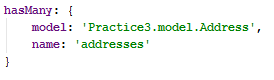 hasMany: {
    model: 'Practice3.model.Address',
    name: 'addresses'
}